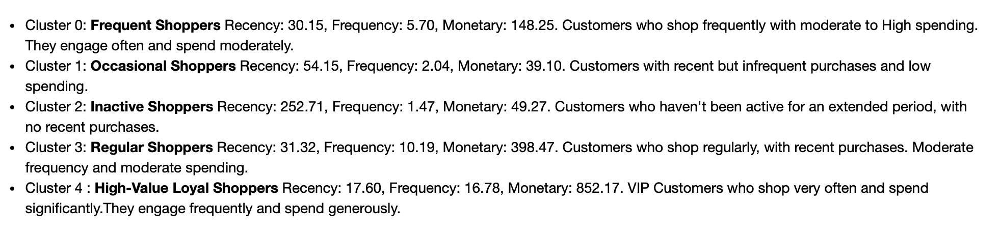 • Cluster 0: Frequent Shoppers Recency: 30.15, Frequency: 5.70, Monetary: 148.25. Customers who shop frequently with moderate to High spending.
They engage often and spend moderately.
• Cluster 1: Occasional Shoppers Recency: 54.15, Frequency: 2.04, Monetary: 39.10. Customers with recent but infrequent purchases and low
spending.
• Cluster 2: Inactive Shoppers Recency: 252.71, Frequency: 1.47, Monetary: 49.27. Customers who haven't been active for an extended period, with
no recent purchases.
• Cluster 3: Regular Shoppers Recency: 31.32, Frequency: 10.19, Monetary: 398.47. Customers who shop regularly, with recent purchases. Moderate
frequency and moderate spending.
• Cluster 4 : High-Value Loyal Shoppers Recency: 17.60, Frequency: 16.78, Monetary: 852.17. VIP Customers who shop very often and spend
significantly.They engage frequently and spend generously.